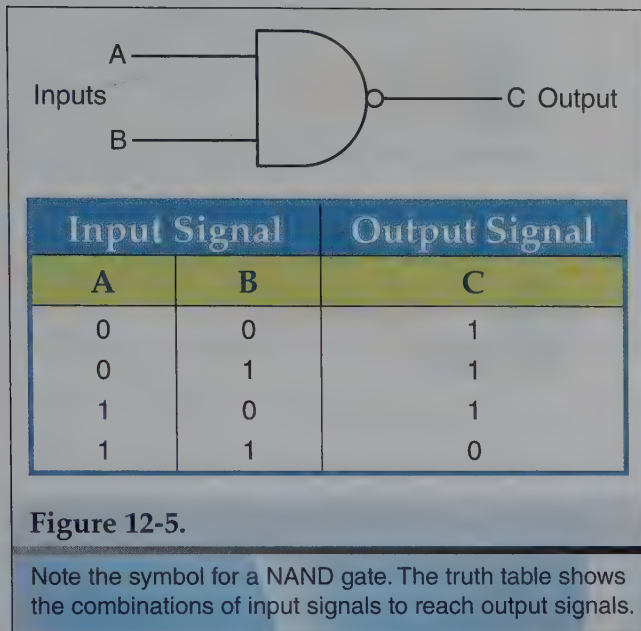 A
Inputs
C Output
B
Input Signal Output Signal
A B C
0 0 1
0 1 1
1 0 1
1 1 0
Figure 12-5.
Note the symbol for a NAND gate. The truth table shows
the combinations of input signals to reach output signals.